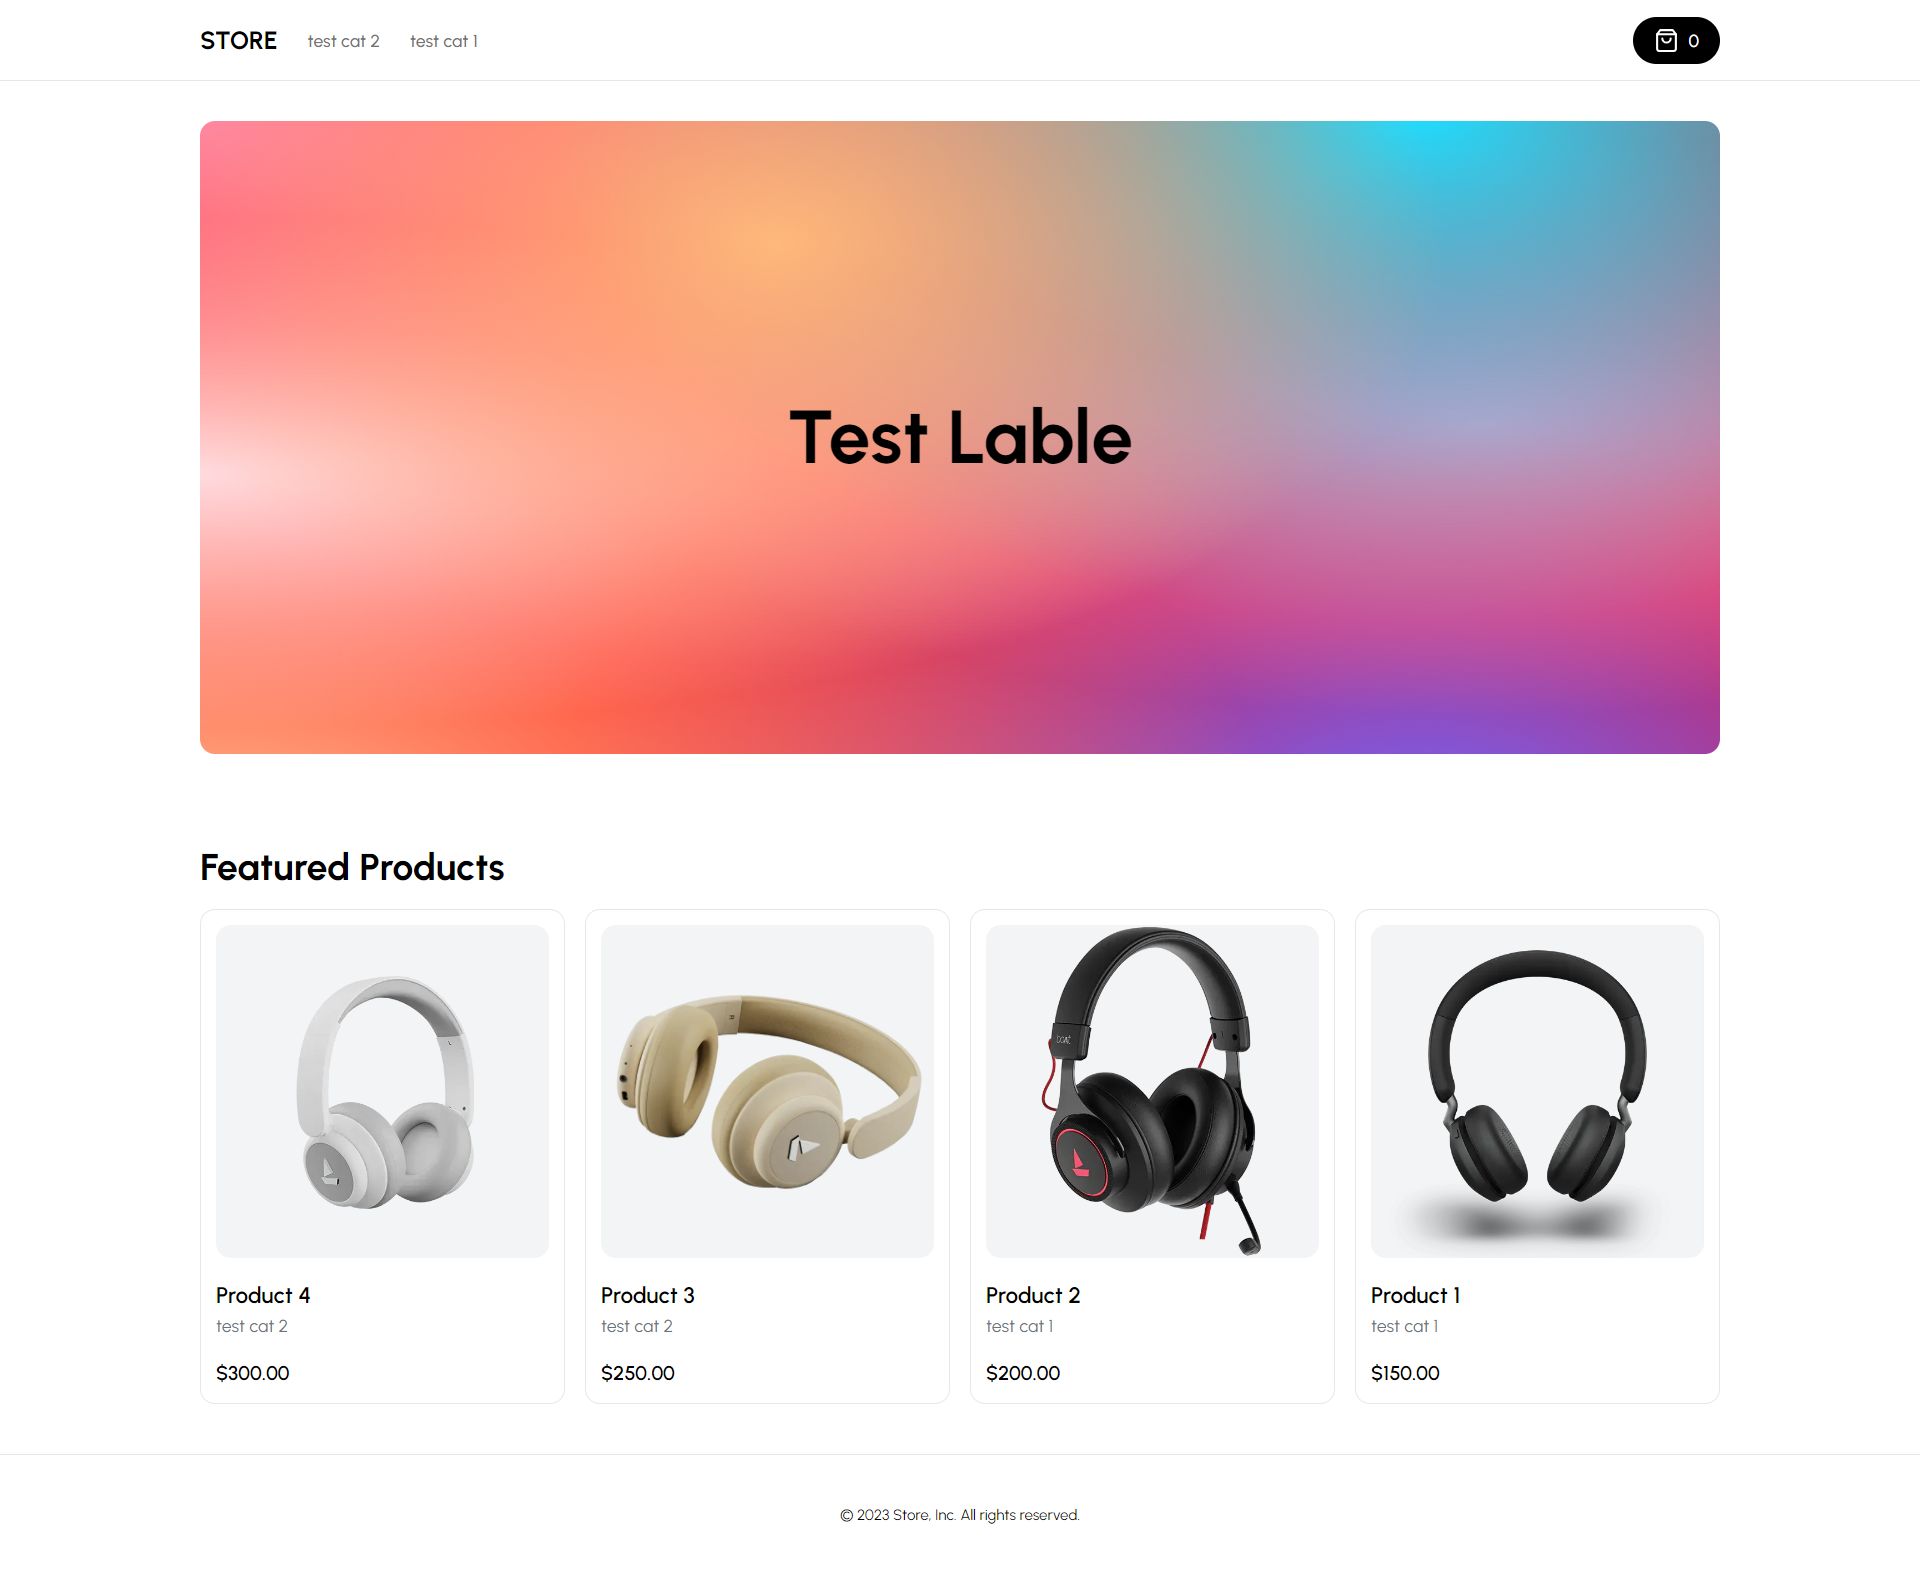 STORE
test cat 2
test cat 1
0
Test Lable
Featured Products
Product 4
test cat 2
$300.00
Product 3
test cat 2
$250.00
boAt
Product 2
test cat 1
$200.00
Product 1
test cat 1
$150.00
© 2023 Store, Inc. All rights reserved.